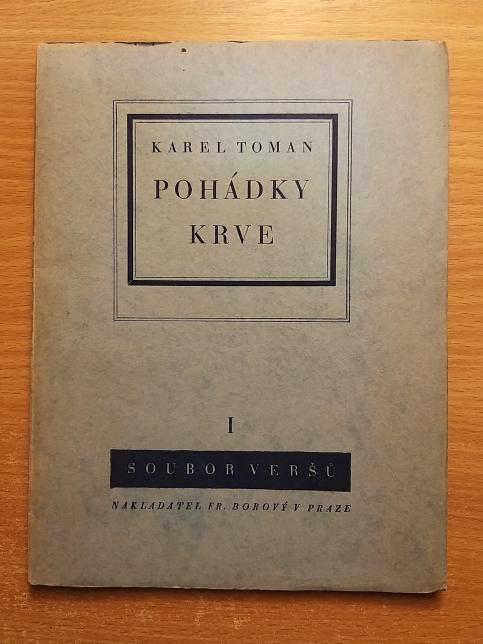 KAREL TOMAN
POHÁDKY
KRVE
I
SOUBOR VERŠŮ
NAKLADATEL FR. BOROVÝ V PRAZE